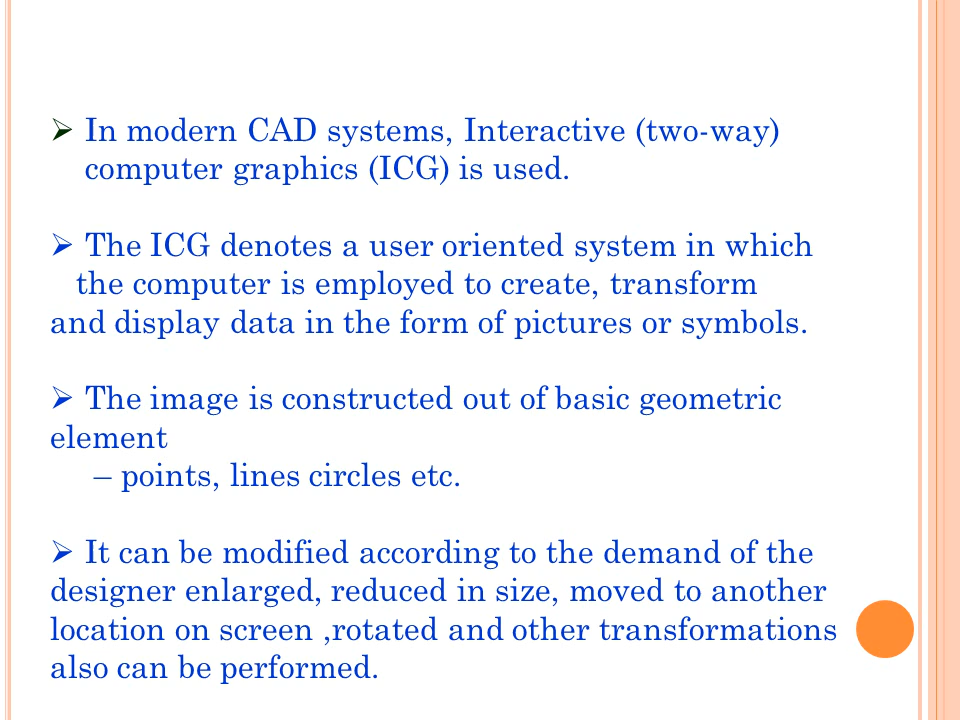 ➢ In modern CAD systems, Interactive (two-way)
computer graphics (ICG) is used.
➢ The ICG denotes a user oriented system in which
the computer is employed to create, transform
and display data in the form of pictures or symbols.
➢ The image is constructed out of basic geometric
element
– points, lines circles etc.
➢ It can be modified according to the demand of the
designer enlarged, reduced in size, moved to another
location on screen ,rotated and other transformations
also can be performed.